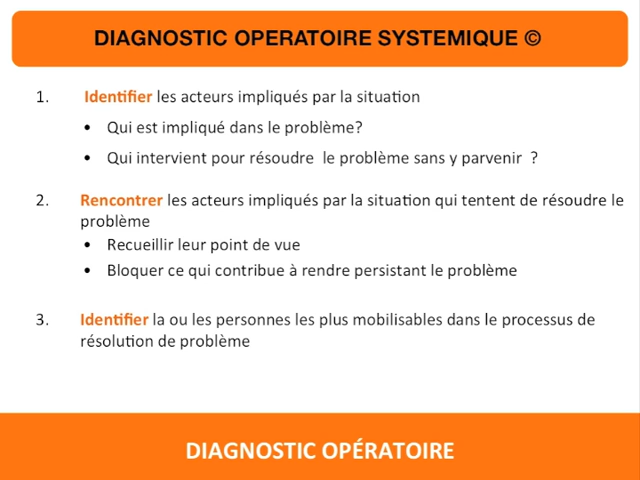 DIAGNOSTIC OPERATOIRE SYSTEMIQUE ©
1. Identifier les acteurs impliqués par la situation
• Qui est impliqué dans le problème?
• Qui intervient pour résoudre le problème sans y parvenir ?
2. Rencontrer les acteurs impliqués par la situation qui tentent de résoudre le
problème
• Recueillir leur point de vue
• Bloquer ce qui contribue à rendre persistant le problème
3. Identifier la ou les personnes les plus mobilisables dans le processus de
résolution de problème
DIAGNOSTIC OPÉRATOIRE